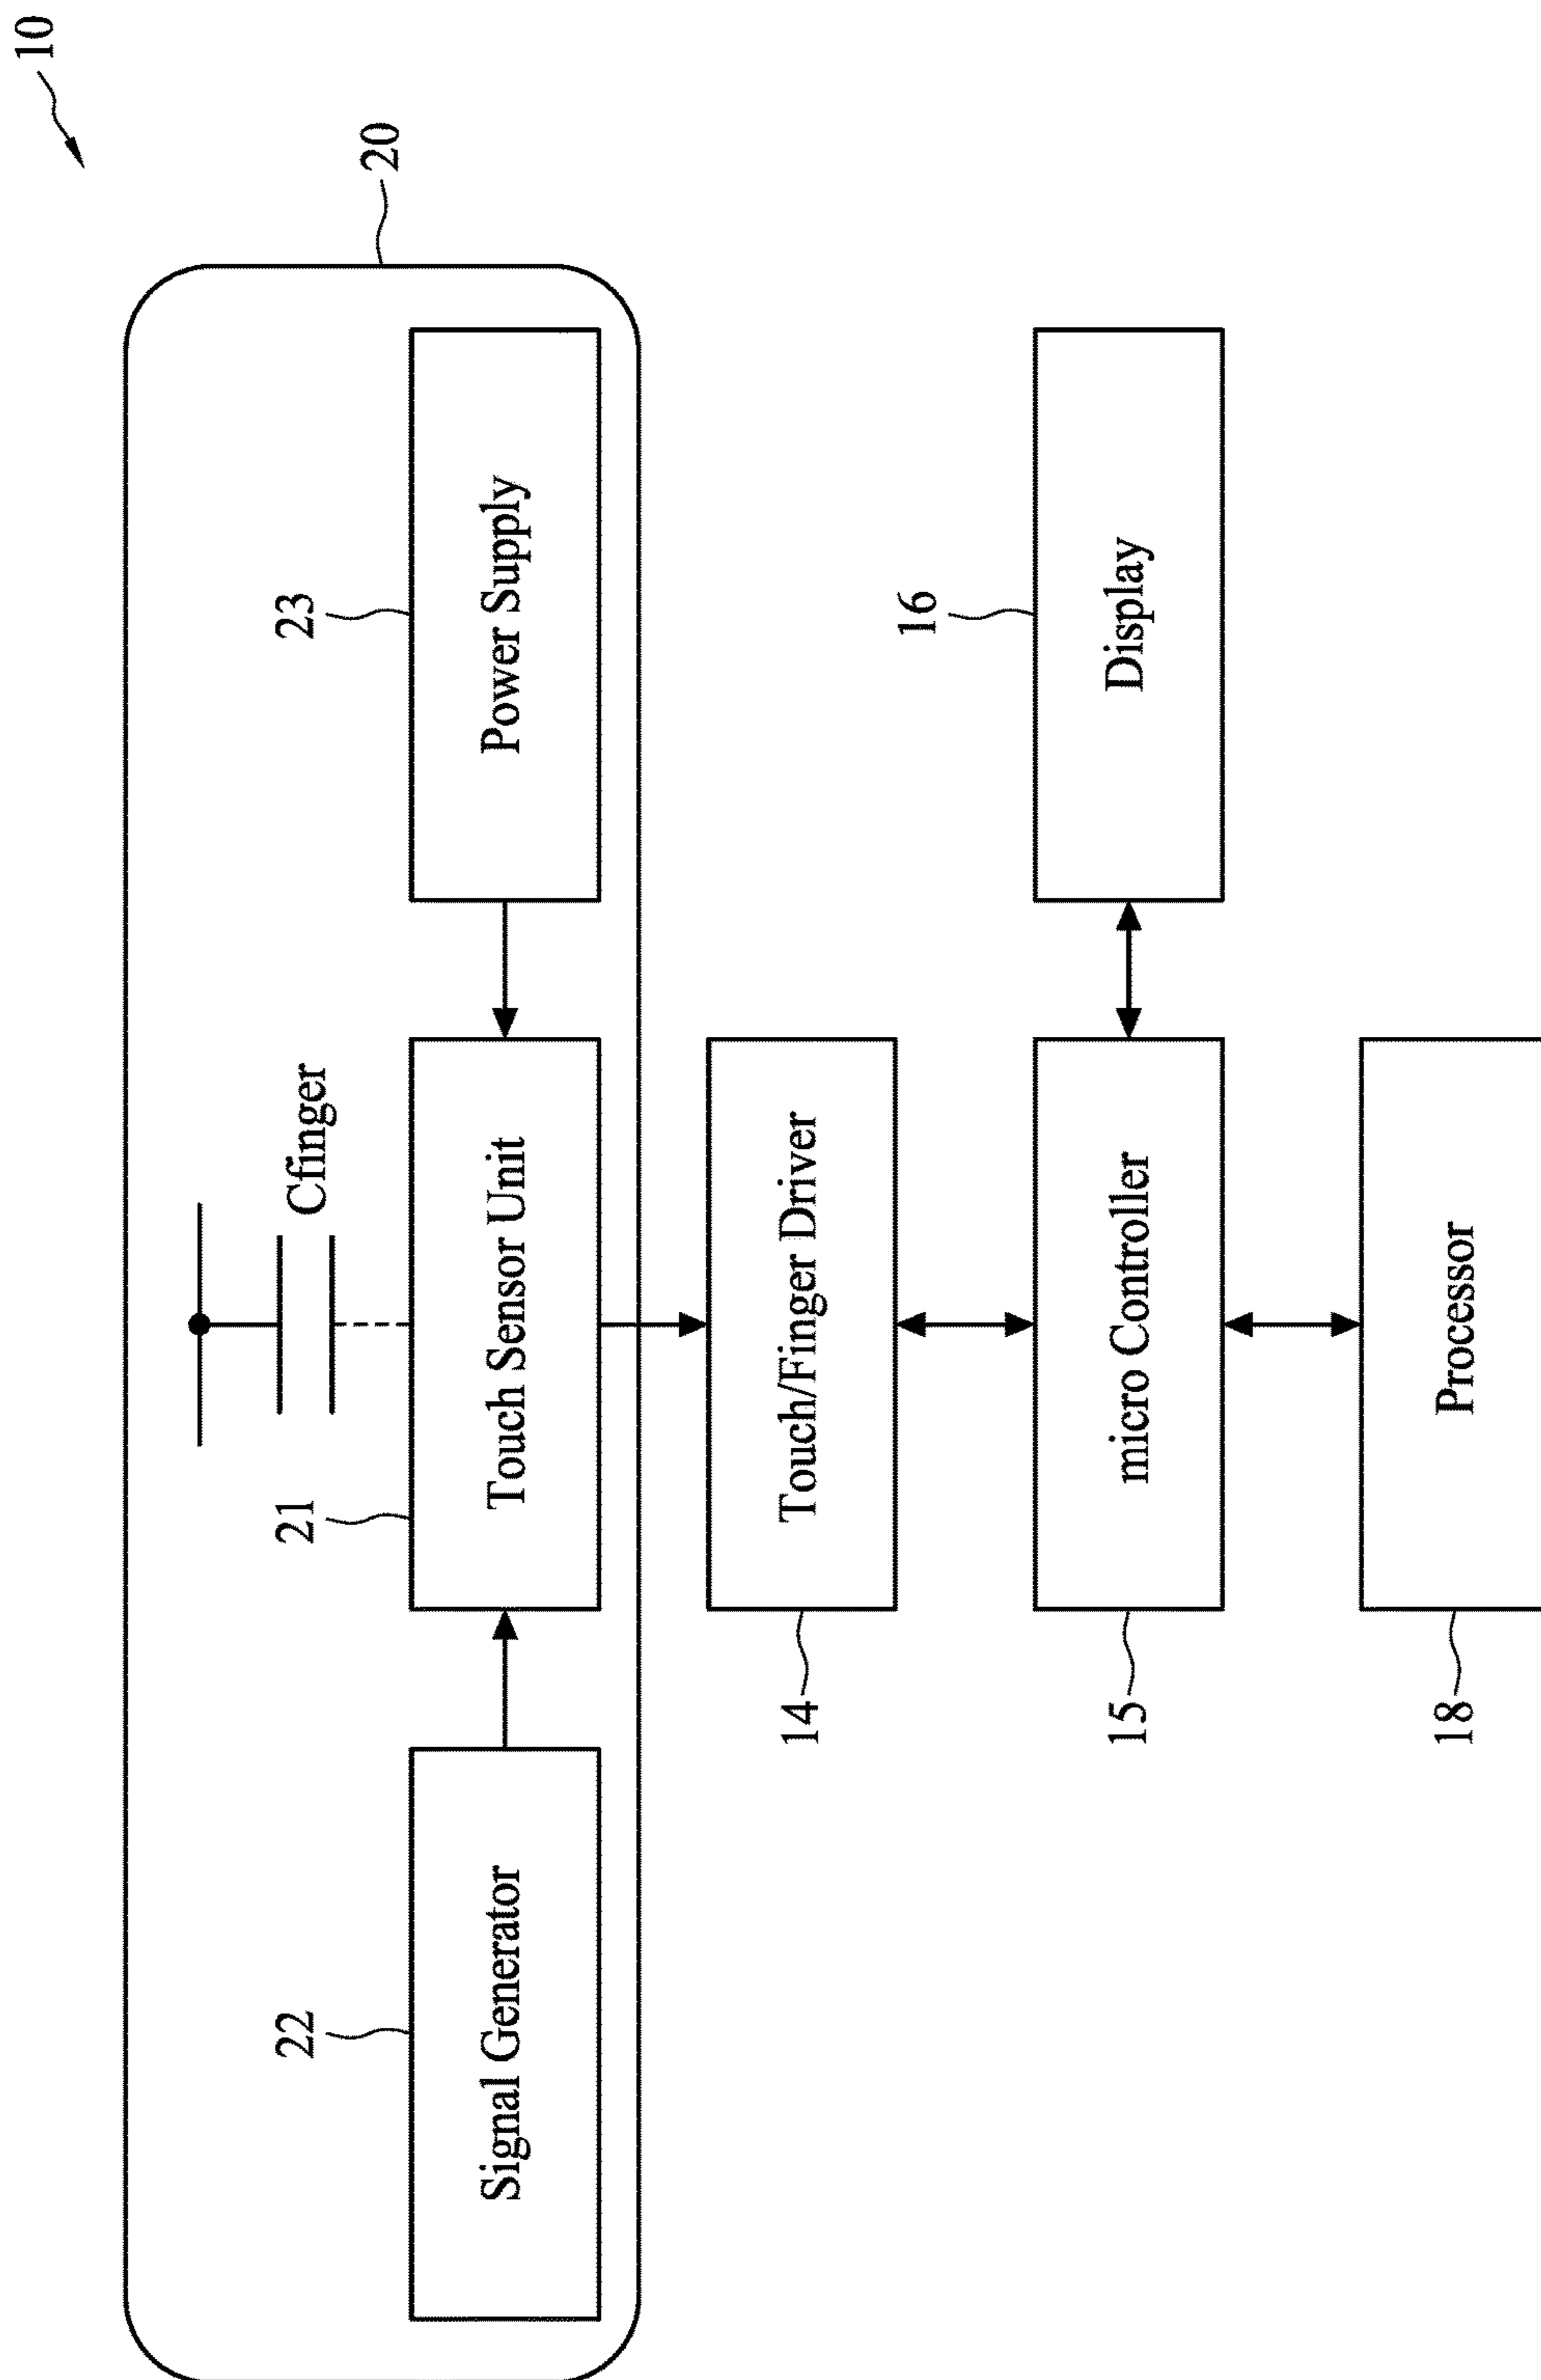 10
20
Cfinger
22
21
23
Signal Generator
Touch Sensor Unit
Power Supply
14
Touch/Finger Driver
16
15
micro Controller
Display
18
Processor